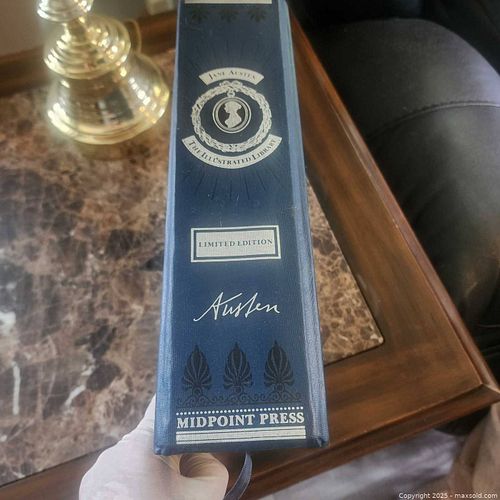 JANE AUSTEN
THE ILLUSTRATED LIBRARY
LIMITED EDITION
Austen
MIDPOINT PRESS
Copyright 2025 - maxsold.com